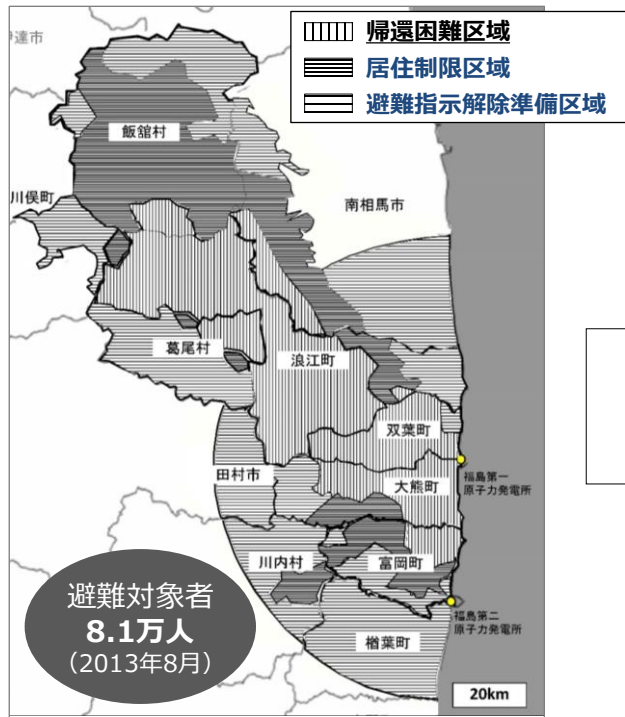 伊達市
帰還困難区域
居住制限区域
避難指示解除準備区域
飯舘村
川俣町
南相馬市
葛尾村
浪江町
双葉町
田村市
大熊町
福島第一
原子力発電所
川内村
富岡町
避難対象者
8.1万人
（2013年8月）
福島第二
原子力発電所
楢葉町
20km